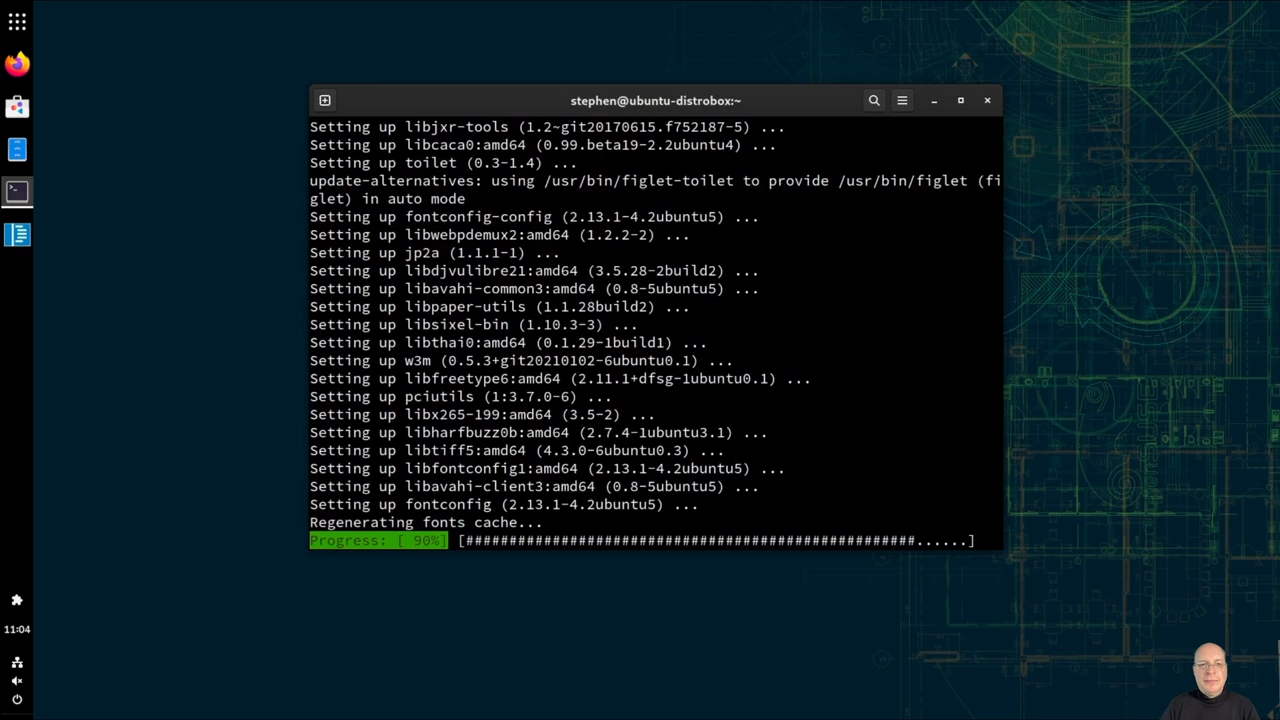 stephen@ubuntu-distrobox:~
Setting up libjxr-tools (1.2~git20170615.f752187-5) ...
Setting up libcaca0:amd64 (0.99.beta19-2.2ubuntu4) ...
Setting up toilet (0.3-1.4) ...
update-alternatives: using /usr/bin/figlet-toilet to provide /usr/bin/figlet (fi
glet) in auto mode
Setting up fontconfig-config (2.13.1-4.2ubuntu5) ...
Setting up libwebpdemux2:amd64 (1.2.2-2) ...
Setting up jp2a (1.1.1-1) ...
Setting up libdjvulibre21:amd64 (3.5.28-2build2) ...
Setting up libavahi-common3:amd64 (0.8-5ubuntu5) ...
Setting up libpaper-utils (1.1.28build2) ...
Setting up libsixel-bin (1.10.3-3) ...
Setting up libthai0:amd64 (0.1.29-1build1) ...
Setting up w3m (0.5.3+git20210102-6ubuntu0.1) ...
Setting up libfreetype6:amd64 (2.11.1+dfsg-1ubuntu0.1) ...
Setting up pciutils (1:3.7.0-6) ...
Setting up libx265-199:amd64 (3.5-2) ...
Setting up libharfbuzz0b:amd64 (2.7.4-1ubuntu3.1) ...
Setting up libtiff5:amd64 (4.3.0-6ubuntu0.3) ...
Setting up libfontconfig1:amd64 (2.13.1-4.2ubuntu5) ...
Setting up libavahi-client3:amd64 (0.8-5ubuntu5) ...
Setting up fontconfig (2.13.1-4.2ubuntu5) ...
Regenerating fonts cache...
Progress: [ 90%] [####################################################......]
11:04